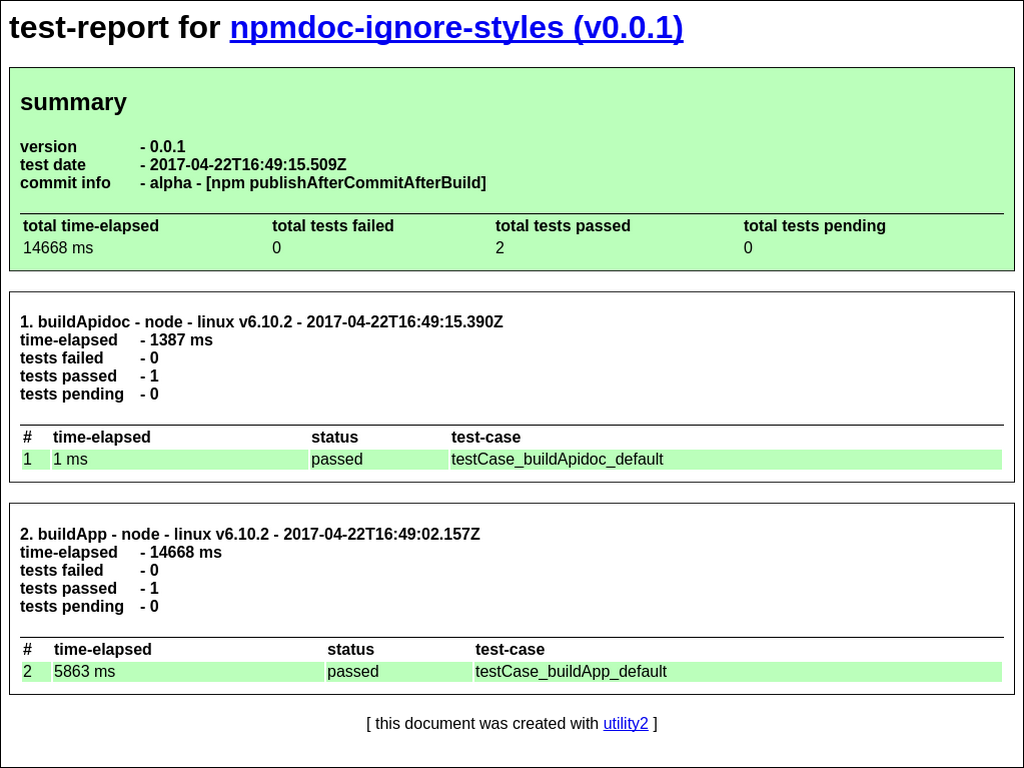 test-report for npmdoc-ignore-styles (v0.0.1)
summary
version - 0.0.1
test date - 2017-04-22T16:49:15.509Z
commit info - alpha - [npm publishAfterCommitAfterBuild]
total time-elapsed total tests failed total tests passed total tests pending
14668 ms 0 2 0
1. buildApidoc - node - linux v6.10.2 - 2017-04-22T16:49:15.390Z
time-elapsed - 1387 ms
tests failed - 0
tests passed - 1
tests pending - 0
# time-elapsed status test-case
1 1 ms passed testCase_buildApidoc_default
2. buildApp - node - linux v6.10.2 - 2017-04-22T16:49:02.157Z
time-elapsed - 14668 ms
tests failed - 0
tests passed - 1
tests pending - 0
# time-elapsed status test-case
2 5863 ms passed testCase_buildApp_default
[ this document was created with utility2 ]